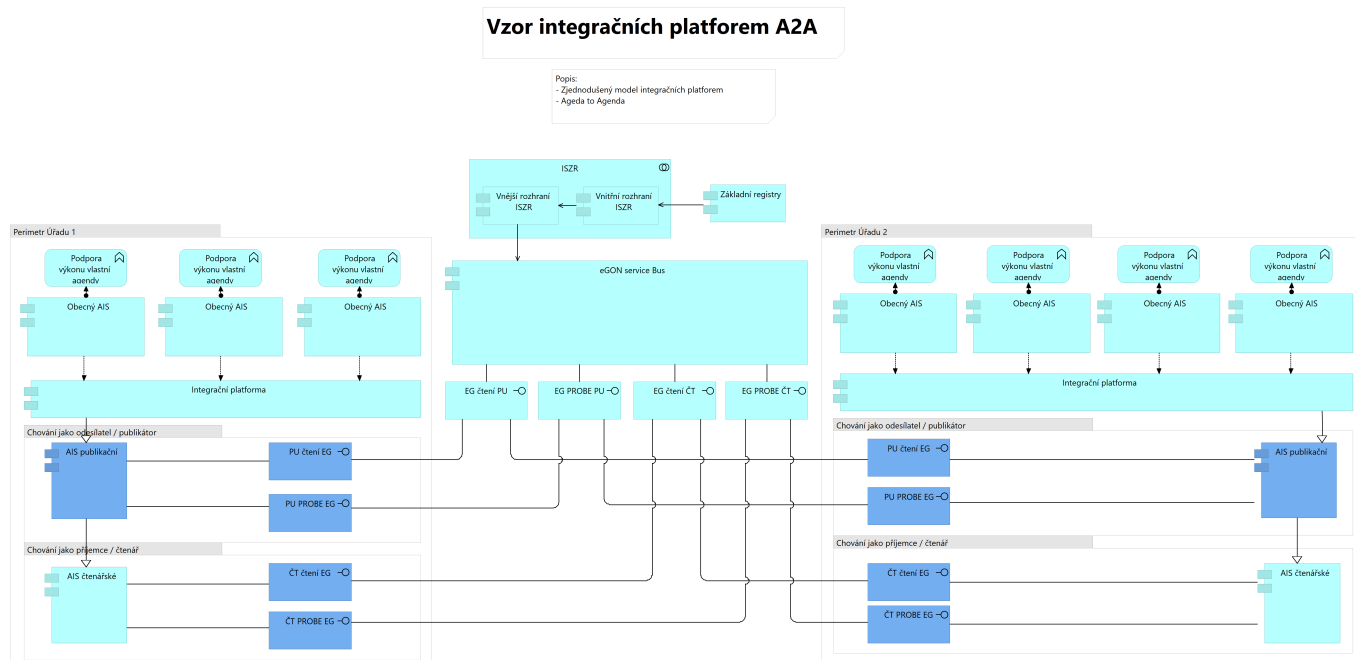 Vzor integračních platforem A2A
Popis:
- Zjednodušený model integračních platforem
- Ageda to Agenda
ISZR
Vnější rozhraní
ISZR
Vnitřní rozhraní
ISZR
Základní registry
eGON service Bus
EG čtení PU
EG PROBE PU
EG čtení ČT
EG PROBE ČT
Perimetr Úřadu 1
Podpora
výkonu vlastní
agendy
Podpora
výkonu vlastní
agendy
Podpora
výkonu vlastní
agendy
Obecný AIS
Obecný AIS
Obecný AIS
Integrační platforma
Chování jako odesílatel / publikátor
AIS publikační
PU čtení EG
PU PROBE EG
Chování jako příjemce / čtenář
AIS čtenářské
ČT čtení EG
ČT PROBE EG
Perimetr Úřadu 2
Podpora
výkonu vlastní
agendy
Podpora
výkonu vlastní
agendy
Podpora
výkonu vlastní
agendy
Podpora
výkonu vlastní
agendy
Obecný AIS
Obecný AIS
Obecný AIS
Obecný AIS
Integrační platforma
Chování jako odesílatel / publikátor
PU čtení EG
AIS publikační
PU PROBE EG
Chování jako příjemce / čtenář
ČT čtení EG
AIS čtenářské
ČT PROBE EG